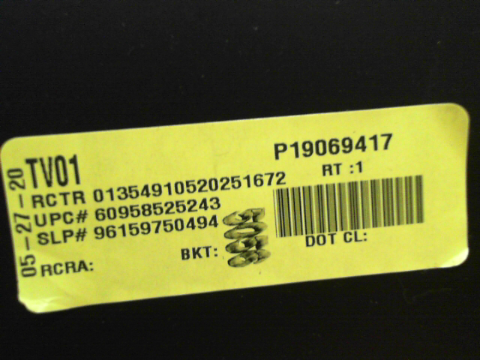 05-27-20
TV01
P19069417
RCTR 01354910520251672
RT :1
UPC# 60958525243
SLP# 96159750494
BKT:
DOT CL:
RCRA: